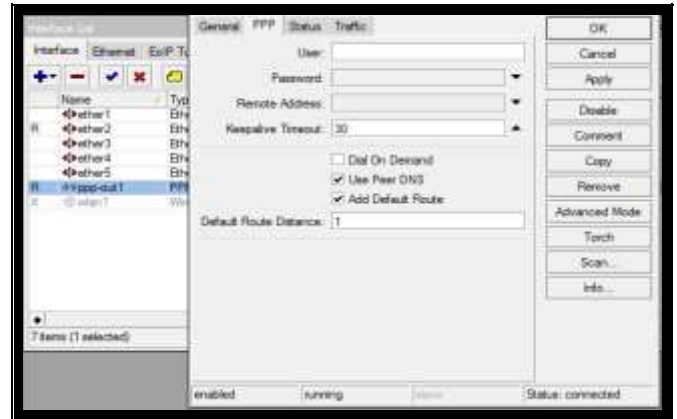 Interface List
Interface Ethernet EoIP Tu
Name Typ
ether1 Eth
R ether2 Eth
ether3 Eth
ether4 Eth
ether5 Eth
R ppp-out1 PPP
X wlan1 Wire
7 items (1 selected)
General PPP Status Traffic
User:
Password:
Remote Address:
Keepalive Timeout: 30
Dial On Demand
Use Peer DNS
Add Default Route
Default Route Distance: 1
enabled running slave Status: connected
OK
Cancel
Apply
Disable
Comment
Copy
Remove
Advanced Mode
Torch
Scan...
Info...